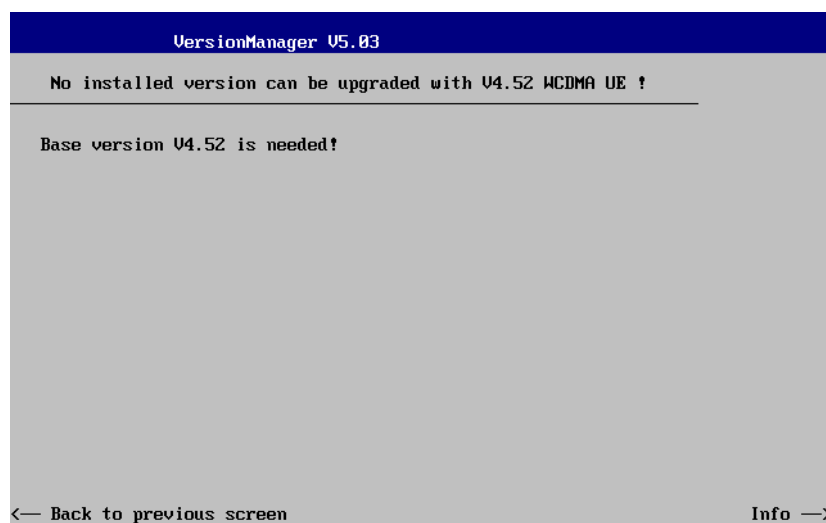 VersionManager V5.03
No installed version can be upgraded with V4.52 WCDMA UE !
Base version V4.52 is needed!
<── Back to previous screen Info ──>